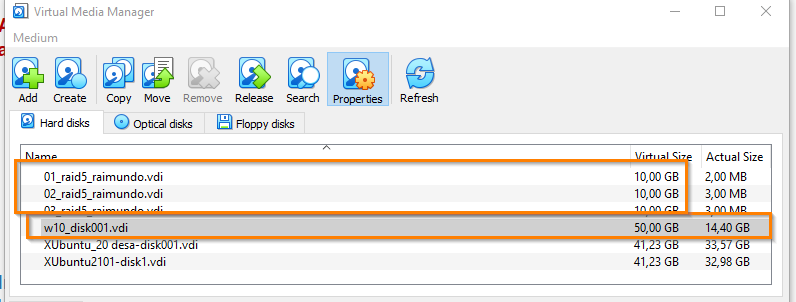 Virtual Media Manager
Medium
Add Create Copy Move Remove Release Search Properties Refresh
Hard disks Optical disks Floppy disks
Name Virtual Size Actual Size
01_raid5_raimundo.vdi 10,00 GB 2,00 MB
02_raid5_raimundo.vdi 10,00 GB 3,00 MB
03_raid5_raimundo.vdi 10,00 GB 3,00 MB
w10_disk001.vdi 50,00 GB 14,40 GB
XUbuntu_20 desa-disk001.vdi 41,23 GB 33,57 GB
XUbuntu2101-disk1.vdi 41,23 GB 32,98 GB